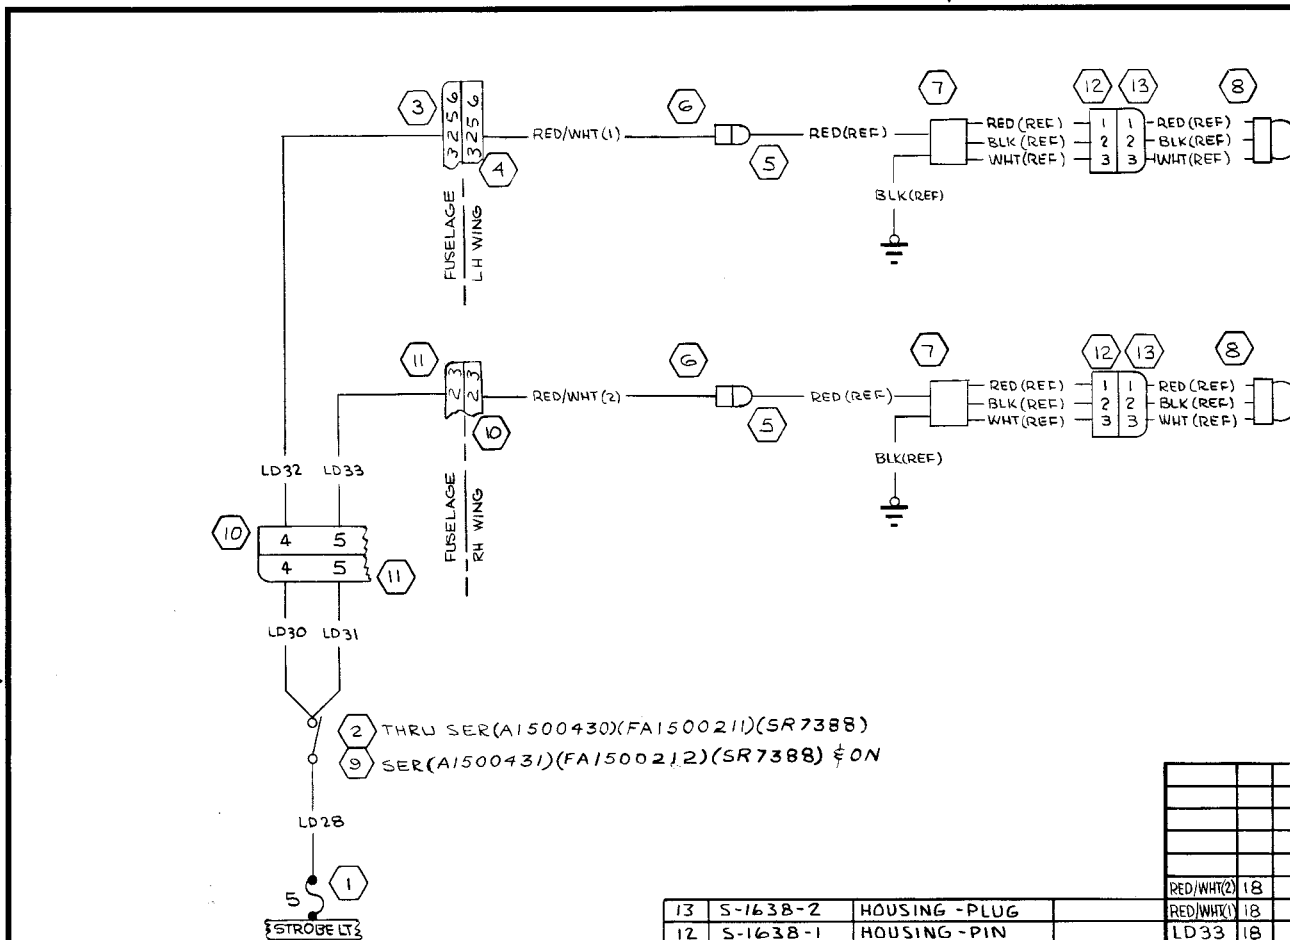 3 3 2 5 6 3 2 5 6 4
RED/WHT(1) 6 5 RED(REF) 7
12 13 8
RED(REF) 1 1 RED(REF)
BLK(REF) 2 2 BLK(REF)
WHT(REF) 3 3 WHT(REF)
BLK(REF)
FUSELAGE
LH WING
11 2 3 2 3 10
RED/WHT(2) 6 5 RED(REF) 7
12 13 8
RED(REF) 1 1 RED(REF)
BLK(REF) 2 2 BLK(REF)
WHT(REF) 3 3 WHT(REF)
BLK(REF)
FUSELAGE
RH WING
LD32 LD33
10 4 5
4 5 11
LD30 LD31
2 THRU SER(A1500430)(FA1500211)(SR7388)
9 SER(A1500431)(FA1500212)(SR7388) & ON
LD28
5 1
STROBE LT
RED/WHT(2) 18
13 S-1638-2 HOUSING-PLUG RED/WHT(1) 18
12 S-1638-1 HOUSING-PIN LD33 18